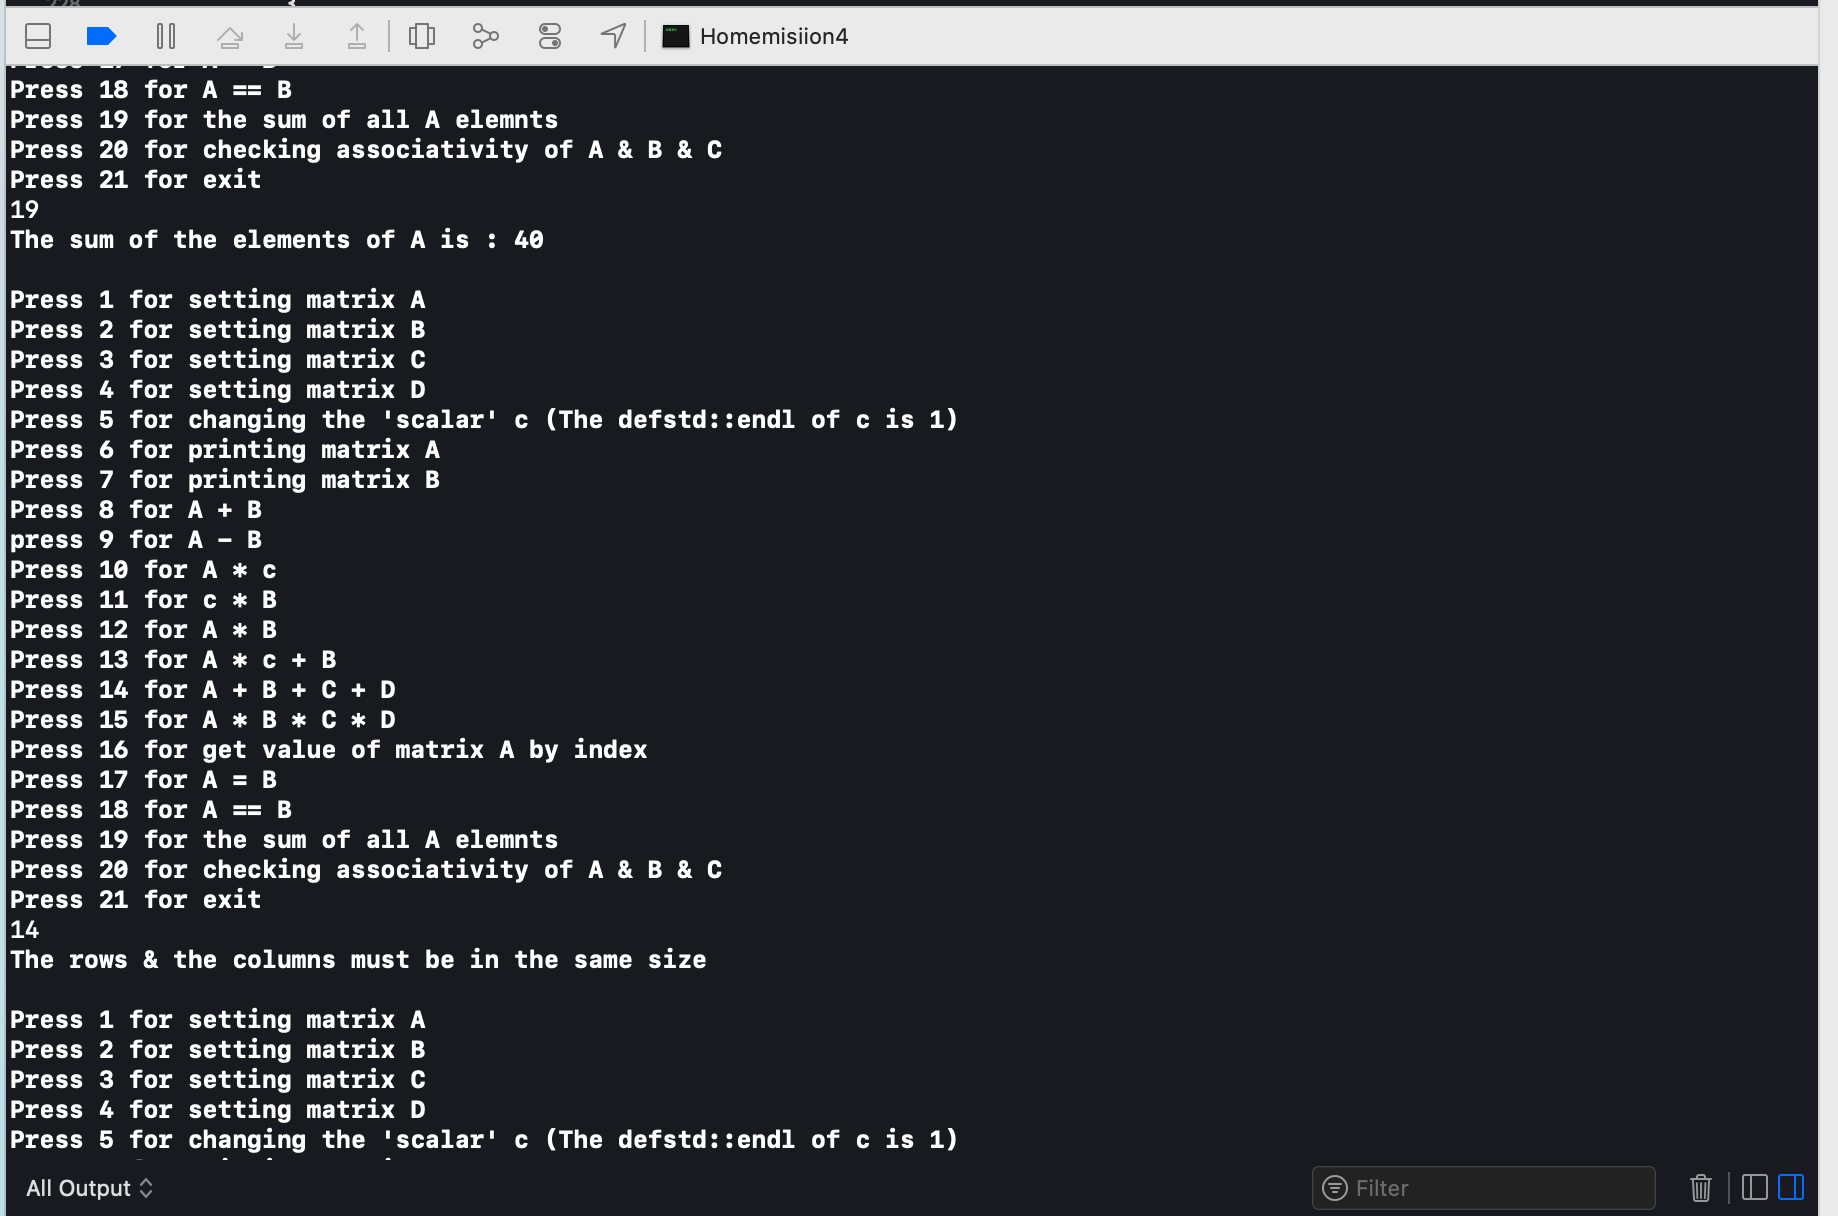 Homemisiion4
Press 18 for A == B
Press 19 for the sum of all A elemnts
Press 20 for checking associativity of A & B & C
Press 21 for exit
19
The sum of the elements of A is : 40
Press 1 for setting matrix A
Press 2 for setting matrix B
Press 3 for setting matrix C
Press 4 for setting matrix D
Press 5 for changing the 'scalar' c (The defstd::endl of c is 1)
Press 6 for printing matrix A
Press 7 for printing matrix B
Press 8 for A + B
press 9 for A - B
Press 10 for A * c
Press 11 for c * B
Press 12 for A * B
Press 13 for A * c + B
Press 14 for A + B + C + D
Press 15 for A * B * C * D
Press 16 for get value of matrix A by index
Press 17 for A = B
Press 18 for A == B
Press 19 for the sum of all A elemnts
Press 20 for checking associativity of A & B & C
Press 21 for exit
14
The rows & the columns must be in the same size
Press 1 for setting matrix A
Press 2 for setting matrix B
Press 3 for setting matrix C
Press 4 for setting matrix D
Press 5 for changing the 'scalar' c (The defstd::endl of c is 1)
All Output
Filter